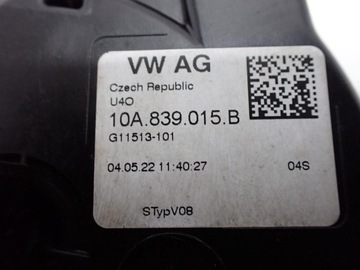 VW AG
Czech Republic
U4O
10A.839.015.B
G11513-101
04.05.22 11:40:27 04S
STypV08